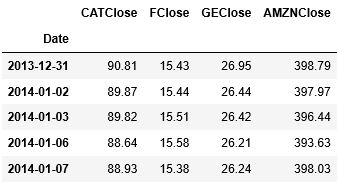 CATClose FClose GEClose AMZNClose
Date
2013-12-31 90.81 15.43 26.95 398.79
2014-01-02 89.87 15.44 26.44 397.97
2014-01-03 89.82 15.51 26.42 396.44
2014-01-06 88.64 15.58 26.21 393.63
2014-01-07 88.93 15.38 26.24 398.03